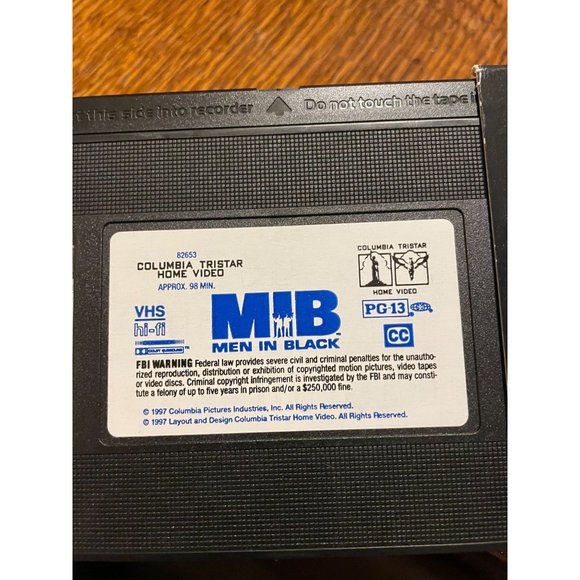 t this side into recorder Do not touch the tape i
82653
COLUMBIA TRISTAR
HOME VIDEO
APPROX. 98 MIN.
COLUMBIA TRISTAR
HOME VIDEO
VHS
hi-fi
DOLBY SURROUND
MIB
MEN IN BLACK
PG-13
CC
FBI WARNING Federal law provides severe civil and criminal penalties for the unautho-
rized reproduction, distribution or exhibition of copyrighted motion pictures, video tapes
or video discs. Criminal copyright infringement is investigated by the FBI and may consti-
tute a felony of up to five years in prison and/or a $250,000 fine.
© 1997 Columbia Pictures Industries, Inc. All Rights Reserved.
© 1997 Layout and Design Columbia Tristar Home Video. All Rights Reserved.